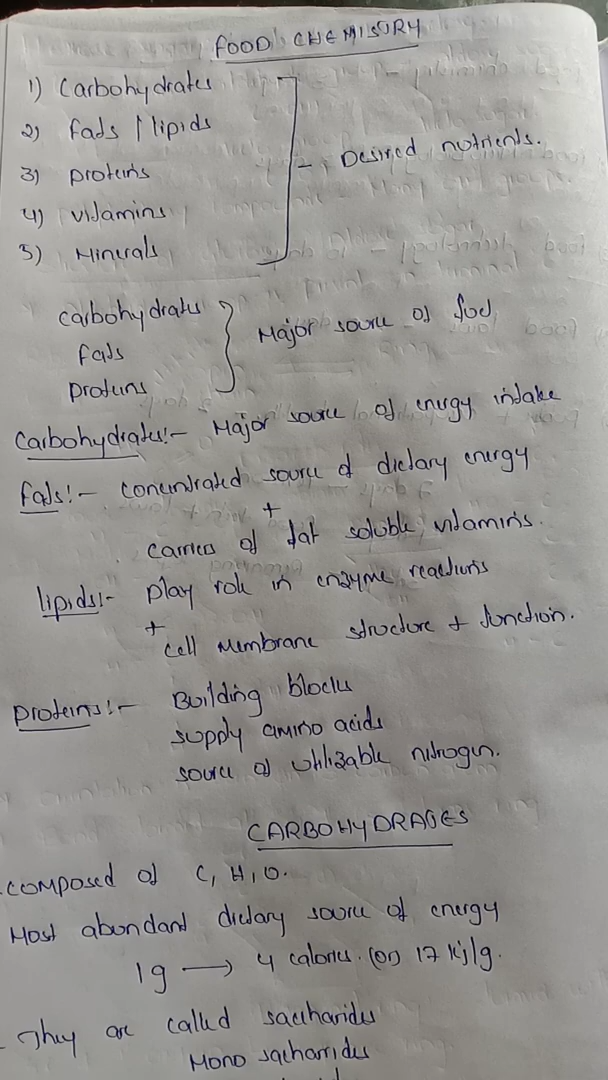 FOOD CHEMISTRY
1) Carbohydrates
2) Fats / lipids
3) proteins
4) vitamins
5) Minerals
- Desired nutrients.
carbohydrates
Fats
Proteins
Major source of food
Carbohydrates:- Major source of energy intake
Fats:- concentrated source of dietary energy
+
carries of fat soluble vitamins.
lipids:- play role in enzyme reactions
+
cell Membrane structure + function.
Proteins:- Building blocks
supply amino acids
source of utilizable nitrogen.
CARBOHYDRATES
- composed of C, H, O.
Most abundant dietary source of energy
1g → 4 calories. (or) 17 kj/g.
- They are called saccharides
Mono sacharrides